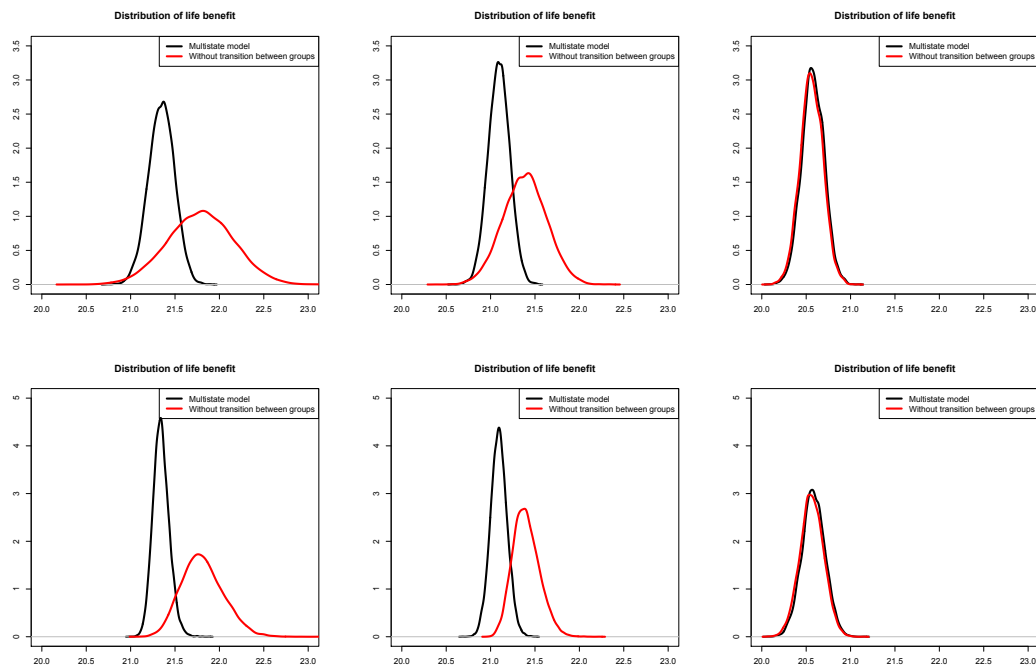 Distribution of life benefit
Multistate model
Without transition between groups
0.0 0.5 1.0 1.5 2.0 2.5 3.0 3.5
20.0 20.5 21.0 21.5 22.0 22.5 23.0
Distribution of life benefit
Multistate model
Without transition between groups
0.0 0.5 1.0 1.5 2.0 2.5 3.0 3.5
20.0 20.5 21.0 21.5 22.0 22.5 23.0
Distribution of life benefit
Multistate model
Without transition between groups
0.0 0.5 1.0 1.5 2.0 2.5 3.0 3.5
20.0 20.5 21.0 21.5 22.0 22.5 23.0
Distribution of life benefit
Multistate model
Without transition between groups
0 1 2 3 4 5
20.0 20.5 21.0 21.5 22.0 22.5 23.0
Distribution of life benefit
Multistate model
Without transition between groups
0 1 2 3 4 5
20.0 20.5 21.0 21.5 22.0 22.5 23.0
Distribution of life benefit
Multistate model
Without transition between groups
0 1 2 3 4 5
20.0 20.5 21.0 21.5 22.0 22.5 23.0